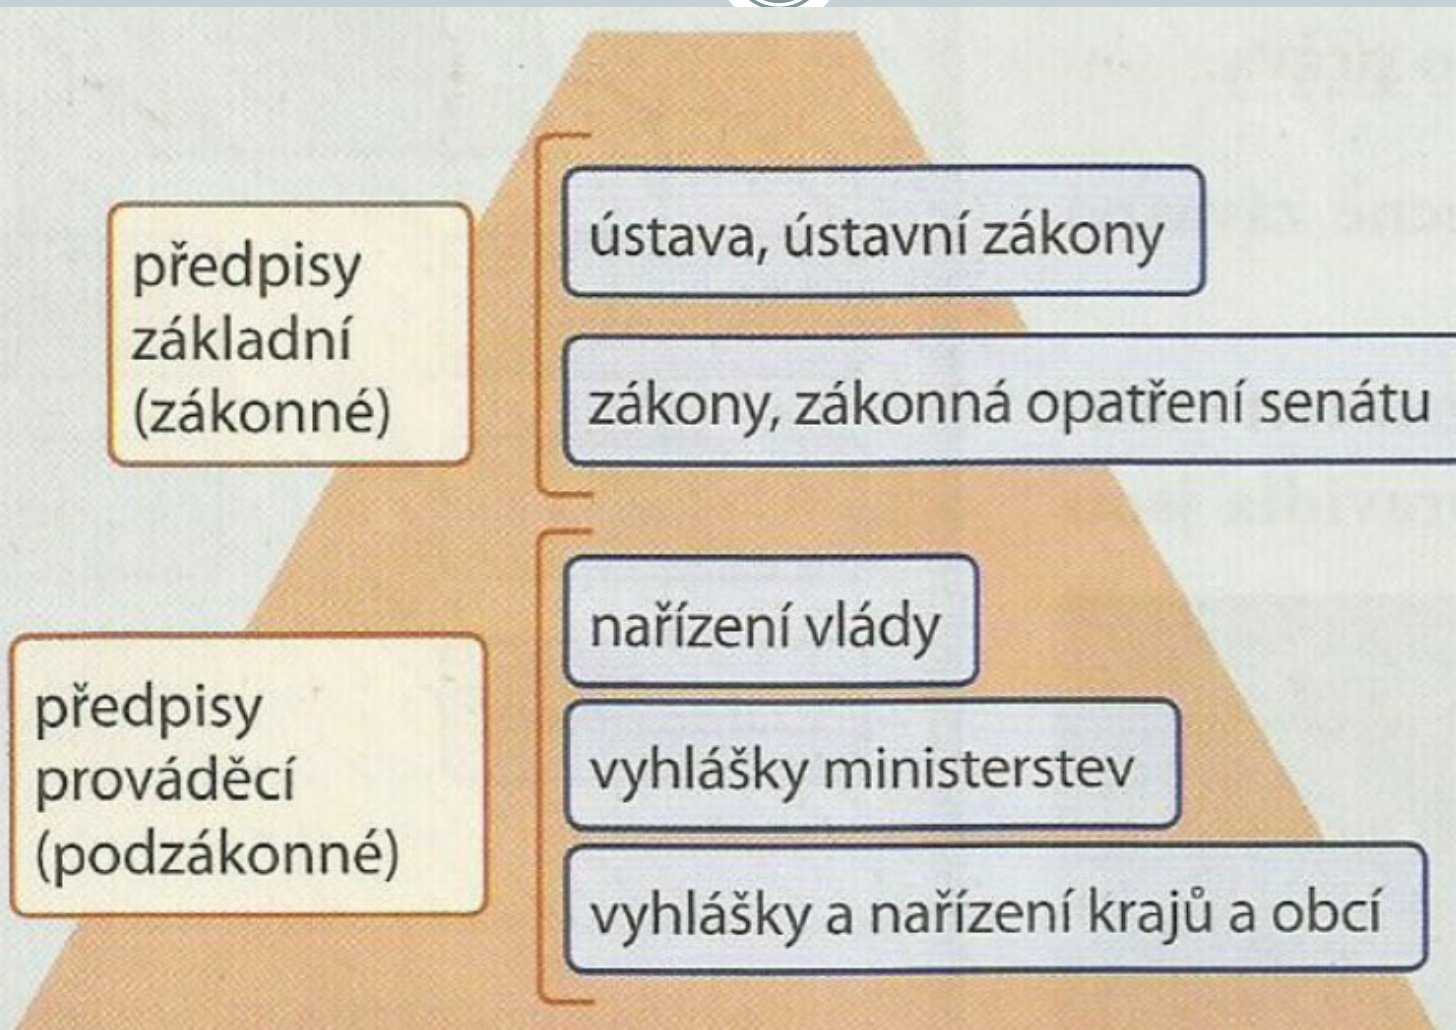 předpisy
základní
(zákonné)
ústava, ústavní zákony
zákony, zákonná opatření senátu
předpisy
prováděcí
(podzákonné)
nařízení vlády
vyhlášky ministerstev
vyhlášky a nařízení krajů a obcí